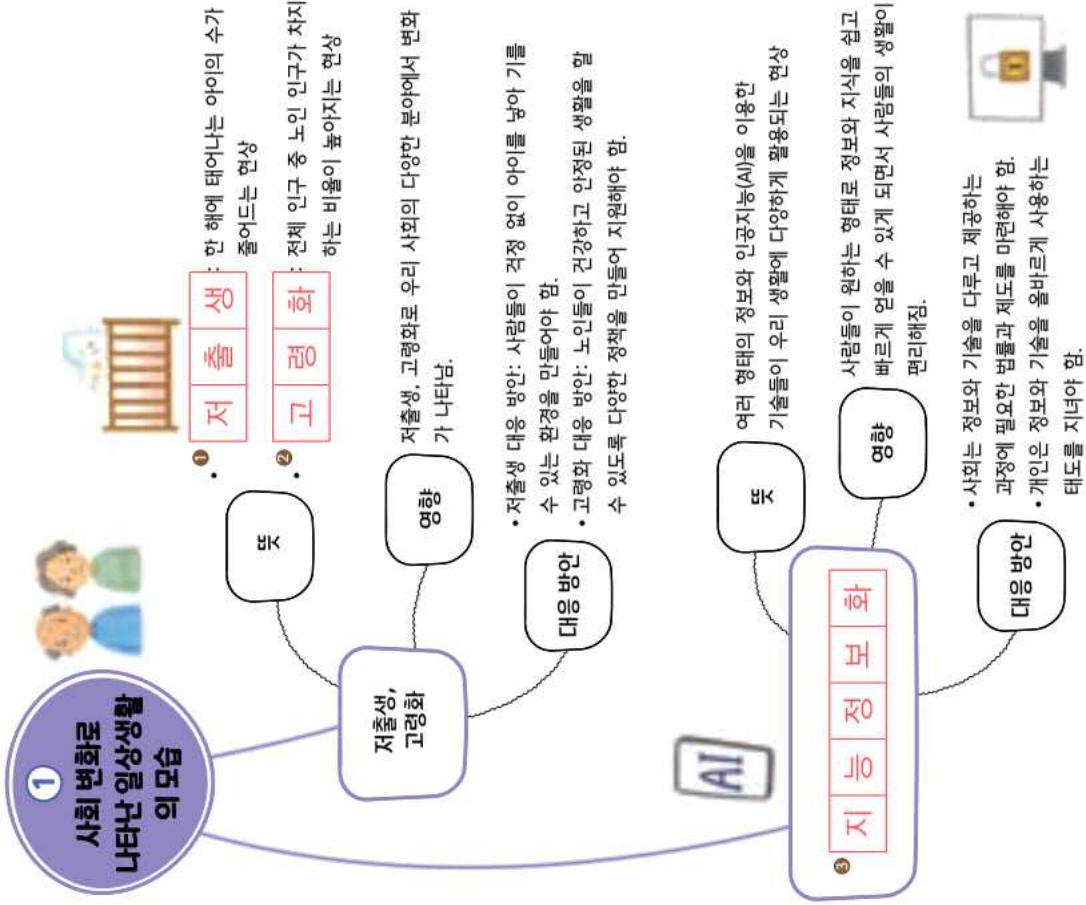 1
사회 변화로
나타난 일상생활
의 모습
저출생,
고령화
뜻
• ❶ 저출생 : 한 해에 태어나는 아이의 수가
줄어드는 현상
• ❷ 고령화 : 전체 인구 중 노인 인구가 차지
하는 비율이 높아지는 현상
영향
저출생, 고령화로 우리 사회의 다양한 분야에서 변화
가 나타남.
대응 방안
• 저출생 대응 방안: 사람들이 걱정 없이 아이를 낳아 기를
수 있는 환경을 만들어야 함.
• 고령화 대응 방안: 노인들이 건강하고 안정된 생활을 할
수 있도록 다양한 정책을 만들어 지원해야 함.
AI
❸ 지능정보화
뜻
여러 형태의 정보와 인공지능(AI)을 이용한
기술들이 우리 생활에 다양하게 활용되는 현상
영향
사람들이 원하는 형태로 정보와 지식을 쉽고
빠르게 얻을 수 있게 되면서 사람들의 생활이
편리해짐.
대응 방안
• 사회는 정보와 기술을 다루고 제공하는
과정에 필요한 법률과 제도를 마련해야 함.
• 개인은 정보와 기술을 올바르게 사용하는
태도를 지녀야 함.